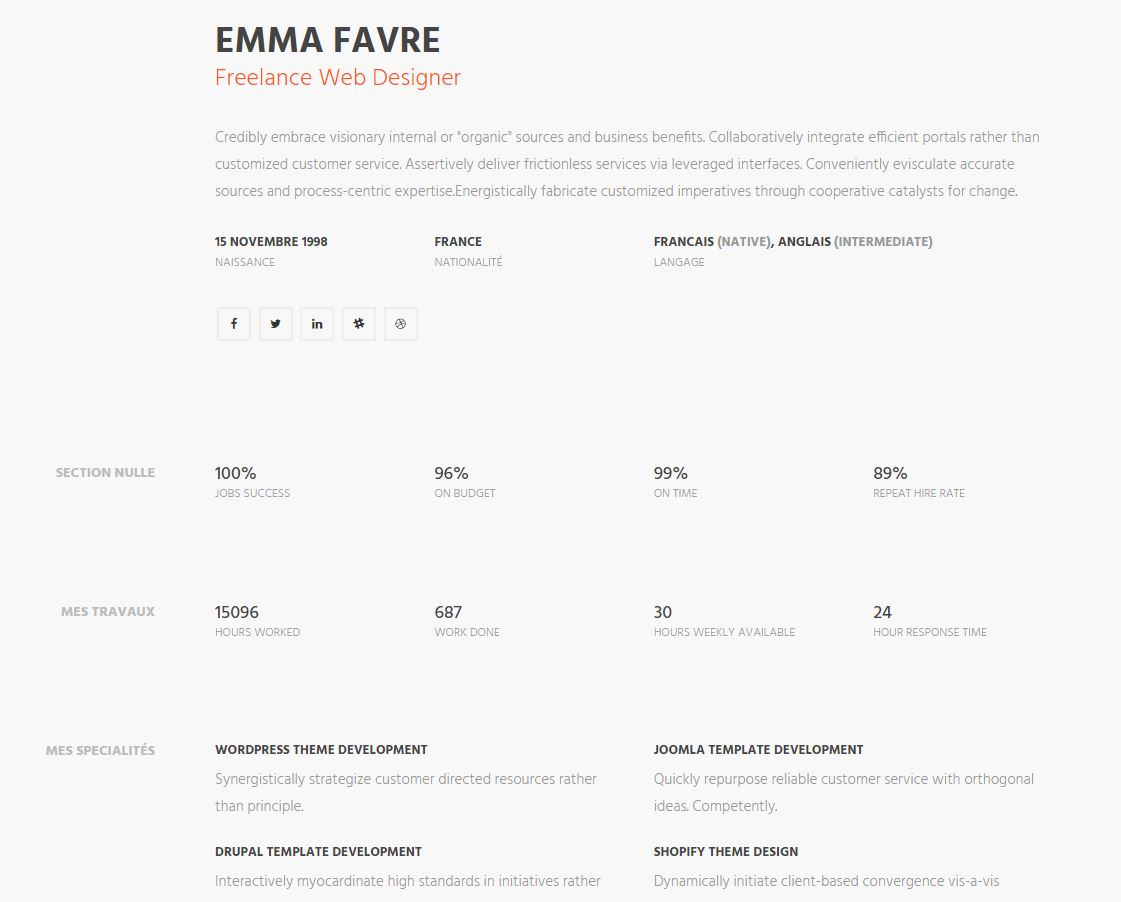 EMMA FAVRE
Freelance Web Designer
Credibly embrace visionary internal or "organic" sources and business benefits. Collaboratively integrate efficient portals rather than
customized customer service. Assertively deliver frictionless services via leveraged interfaces. Conveniently evisculate accurate
sources and process-centric expertise.Energistically fabricate customized imperatives through cooperative catalysts for change.
15 NOVEMBRE 1998 FRANCE FRANCAIS (NATIVE), ANGLAIS (INTERMEDIATE)
NAISSANCE NATIONALITÉ LANGAGE
SECTION NULLE 100% 96% 99% 89%
JOBS SUCCESS ON BUDGET ON TIME REPEAT HIRE RATE
MES TRAVAUX 15096 687 30 24
HOURS WORKED WORK DONE HOURS WEEKLY AVAILABLE HOUR RESPONSE TIME
MES SPECIALITÉS
WORDPRESS THEME DEVELOPMENT
Synergistically strategize customer directed resources rather
than principle.
JOOMLA TEMPLATE DEVELOPMENT
Quickly repurpose reliable customer service with orthogonal
ideas. Competently.
DRUPAL TEMPLATE DEVELOPMENT
Interactively myocardinate high standards in initiatives rather
SHOPIFY THEME DESIGN
Dynamically initiate client-based convergence vis-a-vis